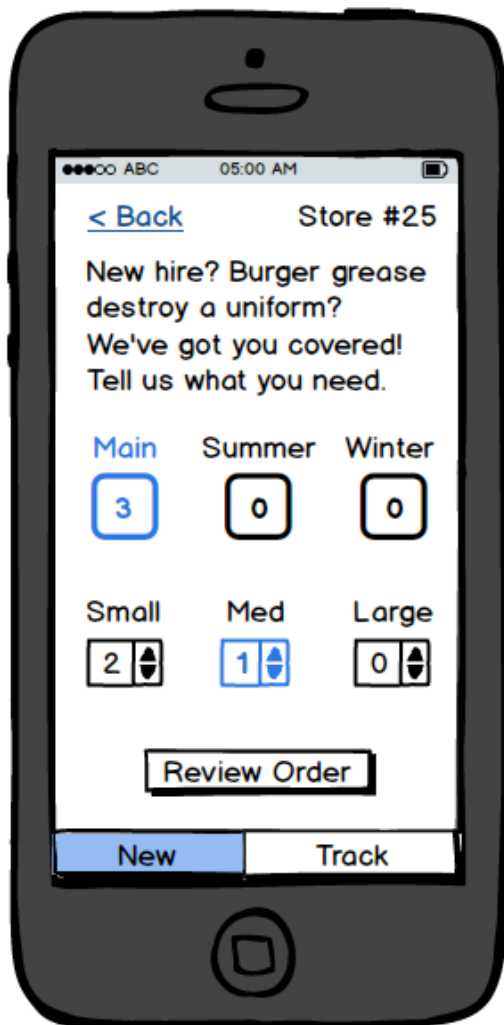 ABC 05:00 AM
< Back Store #25
New hire? Burger grease
destroy a uniform?
We've got you covered!
Tell us what you need.
Main Summer Winter
3 0 0
Small Med Large
2 1 0
Review Order
New Track